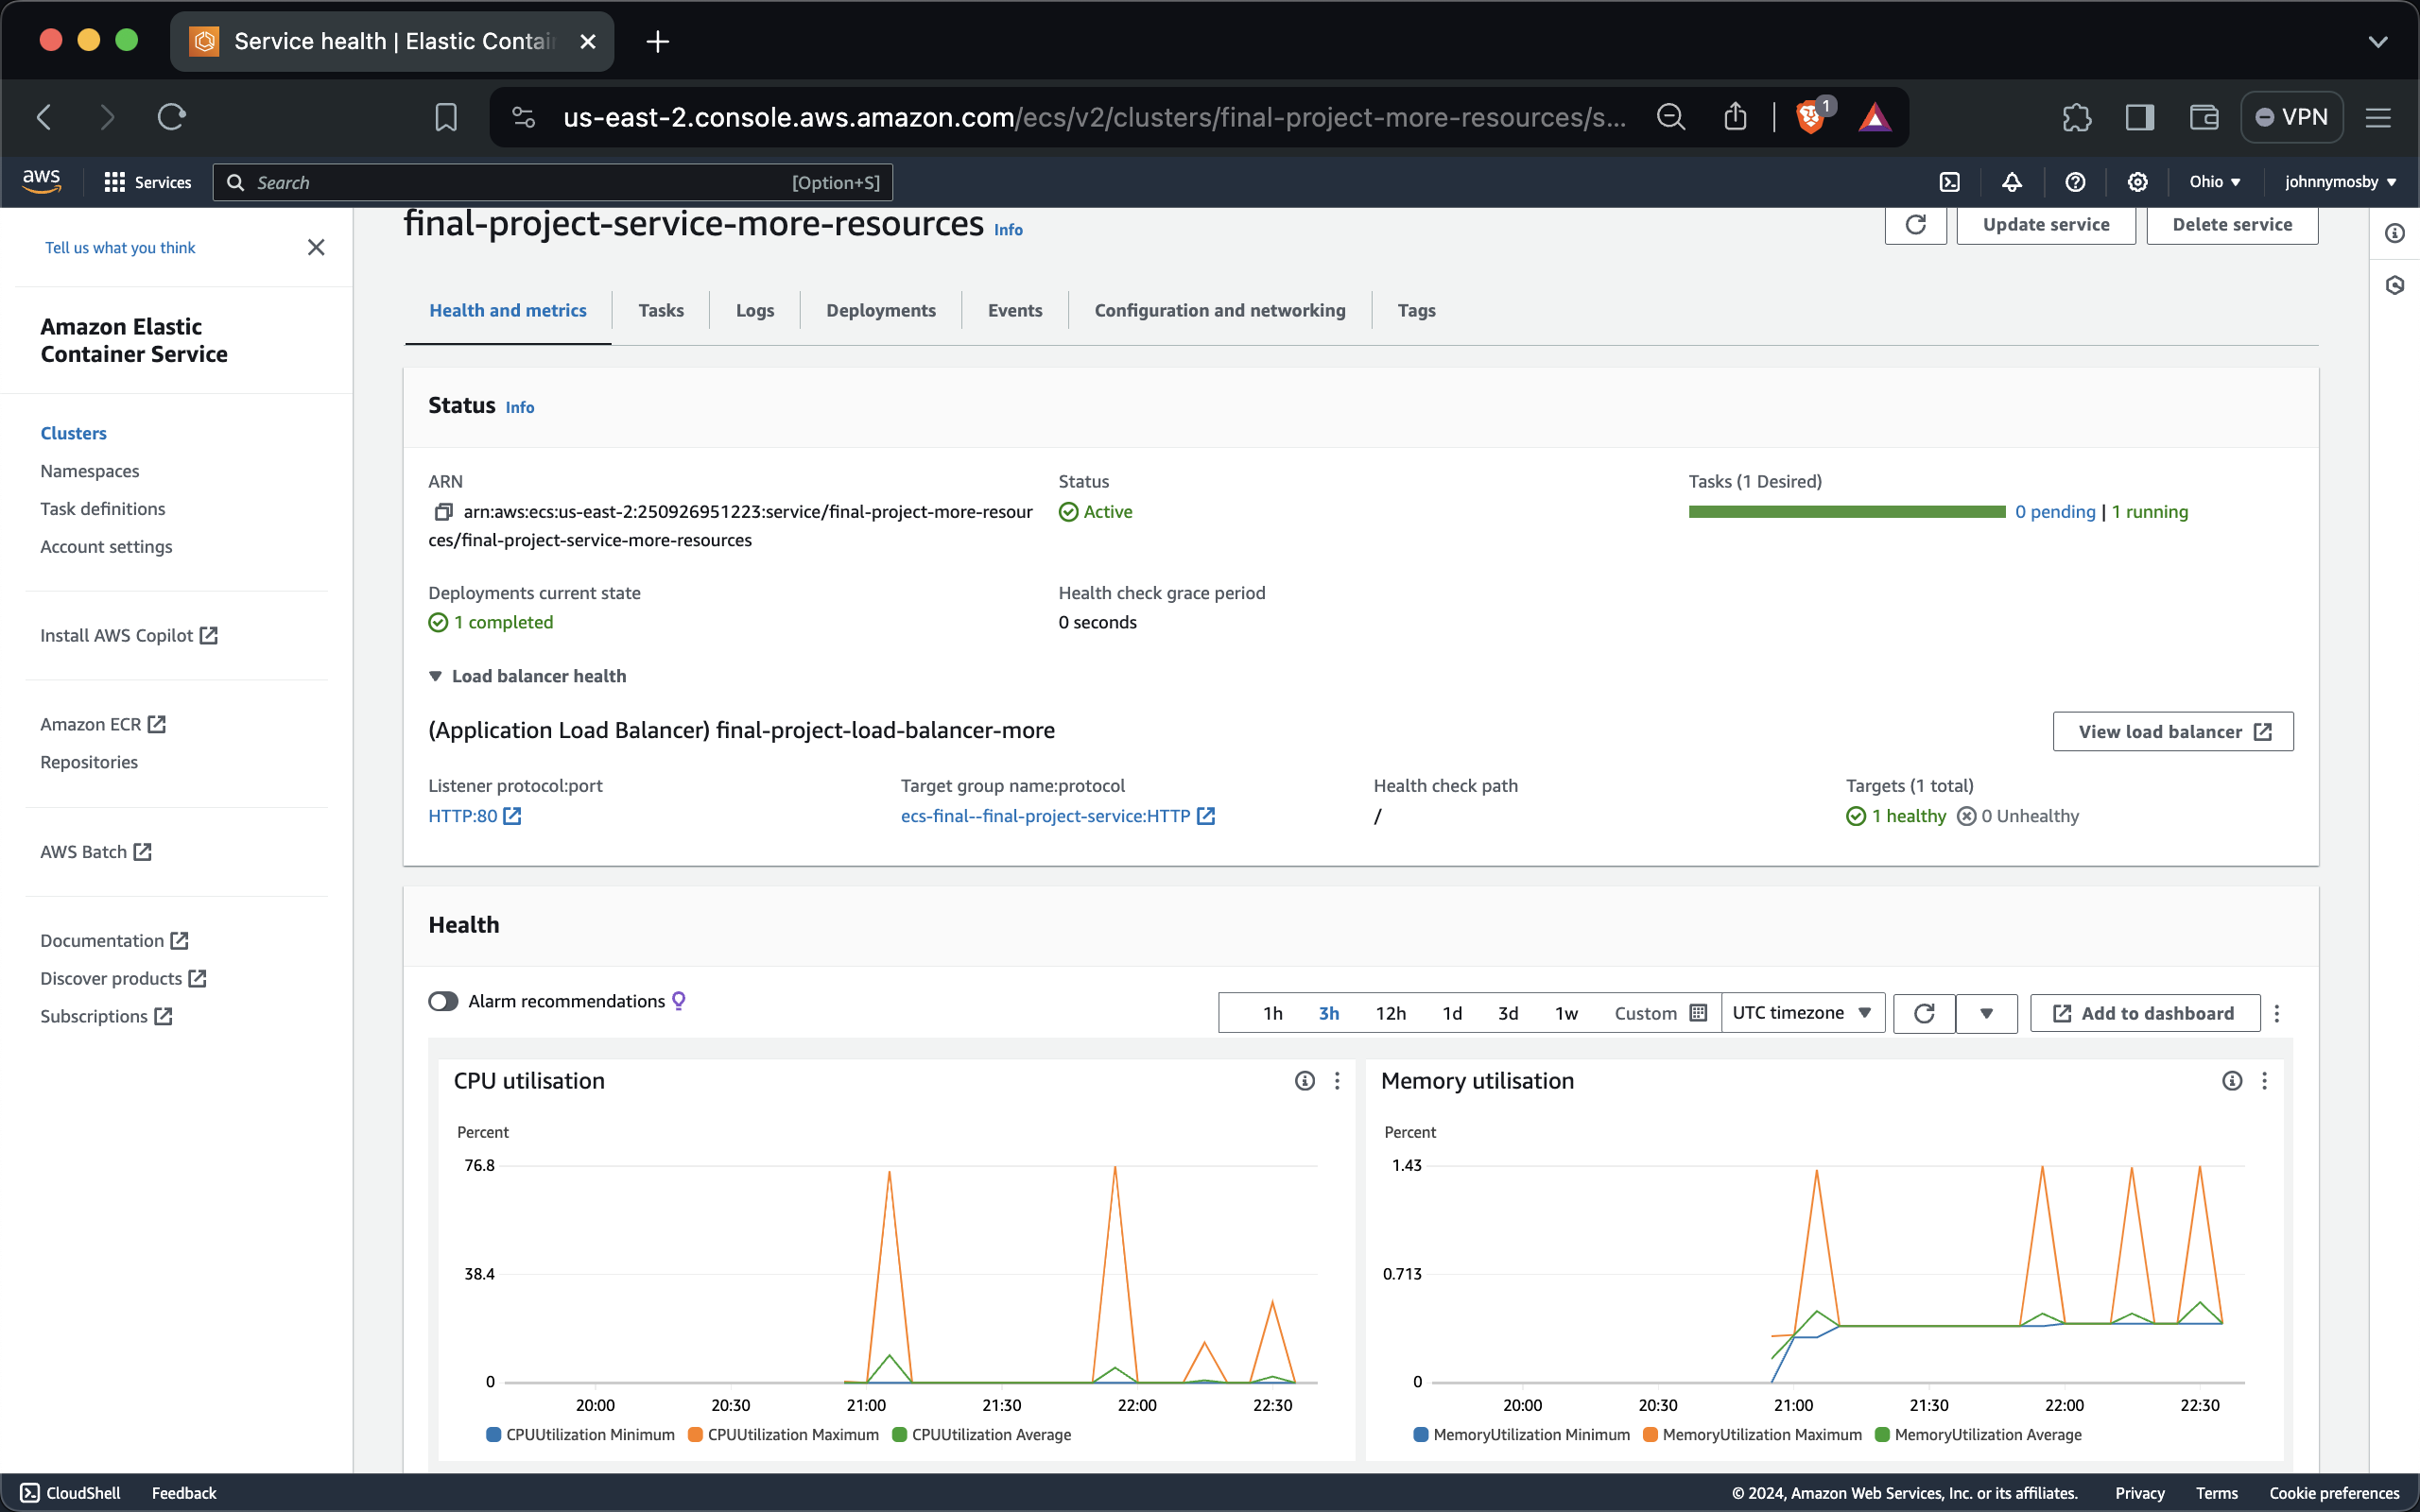 Service health | Elastic Contai
us-east-2.console.aws.amazon.com/ecs/v2/clusters/final-project-more-resources/s...
1
VPN
aws
Services
Search
[Option+S]
Ohio
johnnymosby
Tell us what you think
Amazon Elastic
Container Service
Clusters
Namespaces
Task definitions
Account settings
Install AWS Copilot
Amazon ECR
Repositories
AWS Batch
Documentation
Discover products
Subscriptions
final-project-service-more-resources Info
Update service
Delete service
Health and metrics
Tasks
Logs
Deployments
Events
Configuration and networking
Tags
Status Info
ARN
arn:aws:ecs:us-east-2:250926951223:service/final-project-more-resour
ces/final-project-service-more-resources
Status
Active
Tasks (1 Desired)
0 pending | 1 running
Deployments current state
1 completed
Health check grace period
0 seconds
Load balancer health
(Application Load Balancer) final-project-load-balancer-more
View load balancer
Listener protocol:port
HTTP:80
Target group name:protocol
ecs-final--final-project-service:HTTP
Health check path
/
Targets (1 total)
1 healthy 0 Unhealthy
Health
Alarm recommendations
1h 3h 12h 1d 3d 1w Custom
UTC timezone
Add to dashboard
CPU utilisation
Percent
76.8
38.4
0
20:00 20:30 21:00 21:30 22:00 22:30
CPUUtilization Minimum CPUUtilization Maximum CPUUtilization Average
Memory utilisation
Percent
1.43
0.713
0
20:00 20:30 21:00 21:30 22:00 22:30
MemoryUtilization Minimum MemoryUtilization Maximum MemoryUtilization Average
CloudShell
Feedback
© 2024, Amazon Web Services, Inc. or its affiliates.
Privacy
Terms
Cookie preferences